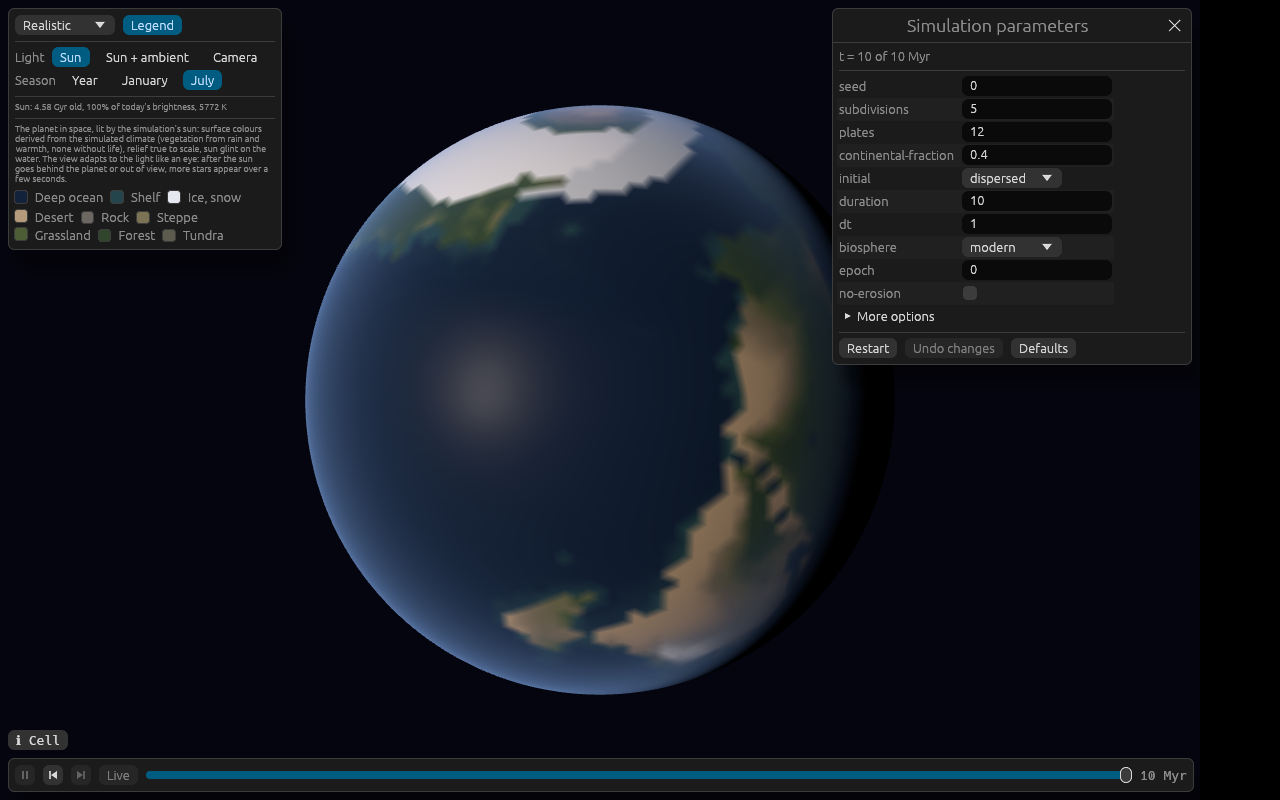 Realistic Legend
Light Sun Sun + ambient Camera
Season Year January July
Sun: 4.58 Gyr old, 100% of today's brightness, 5772 K
The planet in space, lit by the simulation's sun: surface colours
derived from the simulated climate (vegetation from rain and
warmth, none without life), relief true to scale, sun glint on the
water. The view adapts to the light like an eye: after the sun
goes behind the planet or out of view, more stars appear over a
few seconds.
Deep ocean Shelf Ice, snow
Desert Rock Steppe
Grassland Forest Tundra
Simulation parameters
t = 10 of 10 Myr
seed 0
subdivisions 5
plates 12
continental-fraction 0.4
initial dispersed
duration 10
dt 1
biosphere modern
epoch 0
no-erosion
More options
Restart Undo changes Defaults
i Cell
Live 10 Myr